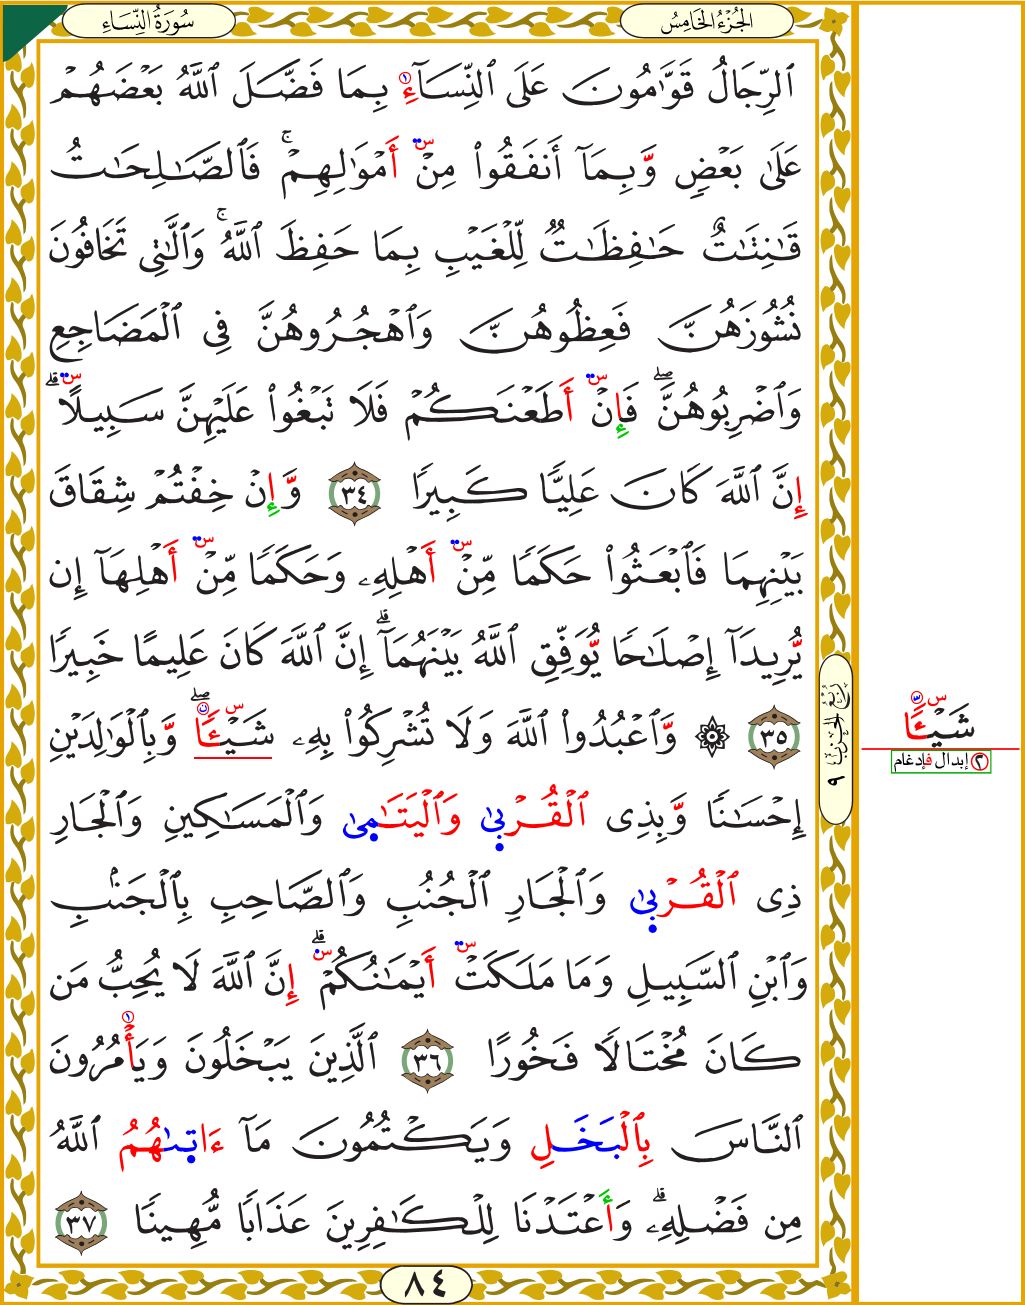 سُورَةُ النِّسَاءِ
الجُزْءُ الخَامِسُ
ٱلرِّجَالُ قَوَّٰمُونَ عَلَى ٱلنِّسَآءِ بِمَا فَضَّلَ ٱللَّهُ بَعْضَهُمْ
عَلَىٰ بَعْضٍ وَّبِمَآ أَنفَقُوا۟ مِنْ أَمْوَٰلِهِمْ ۚ فَٱلصَّـٰلِحَـٰتُ
قَـٰنِتَـٰتٌ حَـٰفِظَـٰتٌ لِّلْغَيْبِ بِمَا حَفِظَ ٱللَّهُ ۚ وَٱلَّـٰتِى تَخَافُونَ
نُشُوزَهُنَّ فَعِظُوهُنَّ وَٱهْجُرُوهُنَّ فِى ٱلْمَضَاجِعِ
وَٱضْرِبُوهُنَّ ۖ فَإِنْ أَطَعْنَكُمْ فَلَا تَبْغُوا۟ عَلَيْهِنَّ سَبِيلًا ۗ
إِنَّ ٱللَّهَ كَانَ عَلِيًّا كَبِيرًا ٣٤ وَّإِنْ خِفْتُمْ شِقَاقَ
بَيْنِهِمَا فَٱبْعَثُوا۟ حَكَمًا مِّنْ أَهْلِهِۦ وَحَكَمًا مِّنْ أَهْلِهَآ إِن
يُّرِيدَآ إِصْلَـٰحًا يُّوَفِّقِ ٱللَّهُ بَيْنَهُمَآ ۗ إِنَّ ٱللَّهَ كَانَ عَلِيمًا خَبِيرًا
٣٥ ۞ وَّٱعْبُدُوا۟ ٱللَّهَ وَلَا تُشْرِكُوا۟ بِهِۦ شَيْـًٔا ۖ وَّبِٱلْوَٰلِدَيْنِ
إِحْسَـٰنًا وَّبِذِى ٱلْقُرْبَىٰ وَٱلْيَتَـٰمَىٰ وَٱلْمَسَـٰكِينِ وَٱلْجَارِ
ذِى ٱلْقُرْبَىٰ وَٱلْجَارِ ٱلْجُنُبِ وَٱلصَّاحِبِ بِٱلْجَنۢبِ
وَٱبْنِ ٱلسَّبِيلِ وَمَا مَلَكَتْ أَيْمَـٰنُكُمْ ۗ إِنَّ ٱللَّهَ لَا يُحِبُّ مَن
كَانَ مُخْتَالًا فَخُورًا ٣٦ ٱلَّذِينَ يَبْخَلُونَ وَيَأْمُرُونَ
ٱلنَّاسَ بِٱلْبَخَلِ وَيَكْتُمُونَ مَآ ءَاتَىٰهُمُ ٱللَّهُ
مِن فَضْلِهِۦ ۗ وَأَعْتَدْنَا لِلْكَـٰفِرِينَ عَذَابًا مُّهِينًا ٣٧
٨٤
رُبْعُ الحِزْبِ ٩
شَيْـًٔا
٢ إبدال فإدغام